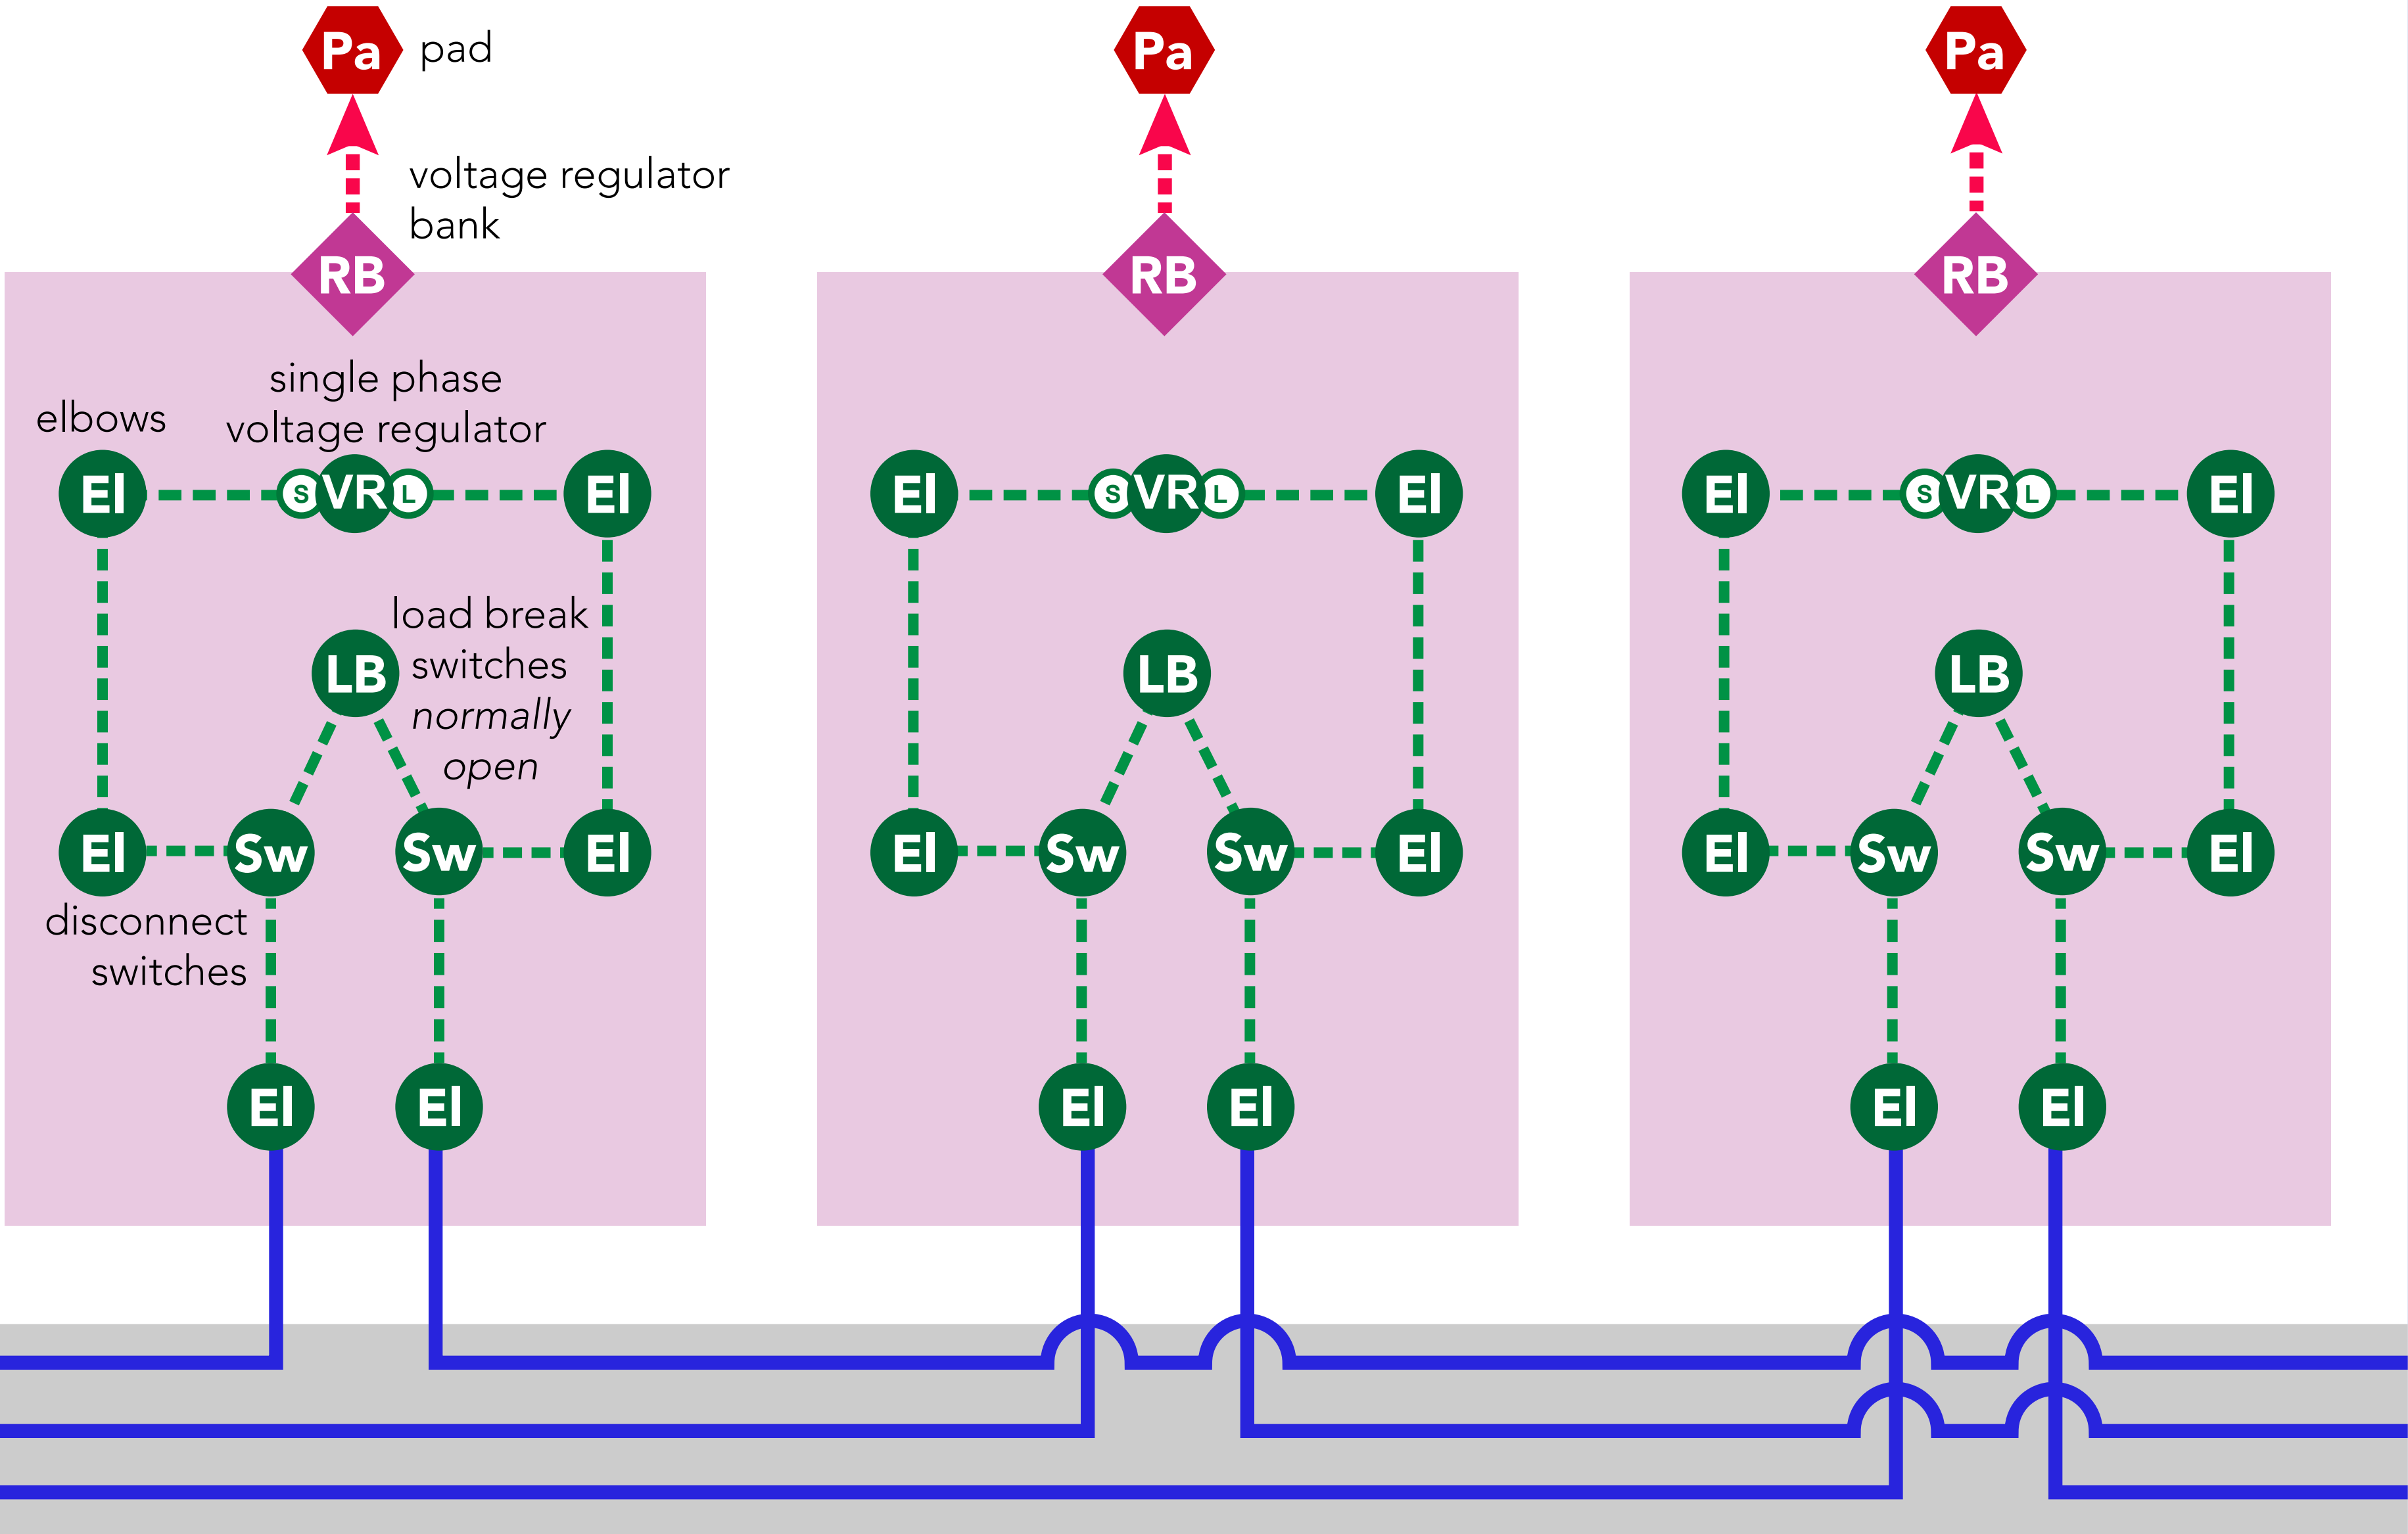 Pa pad Pa Pa
voltage regulator
bank
RB RB RB
single phase
elbows
voltage regulator
El S VR L El El S VR L El El S VR L El
load break
switches
LB LB LB
normally
open
El Sw Sw El El Sw Sw El El Sw Sw El
disconnect
switches
El El El El El El